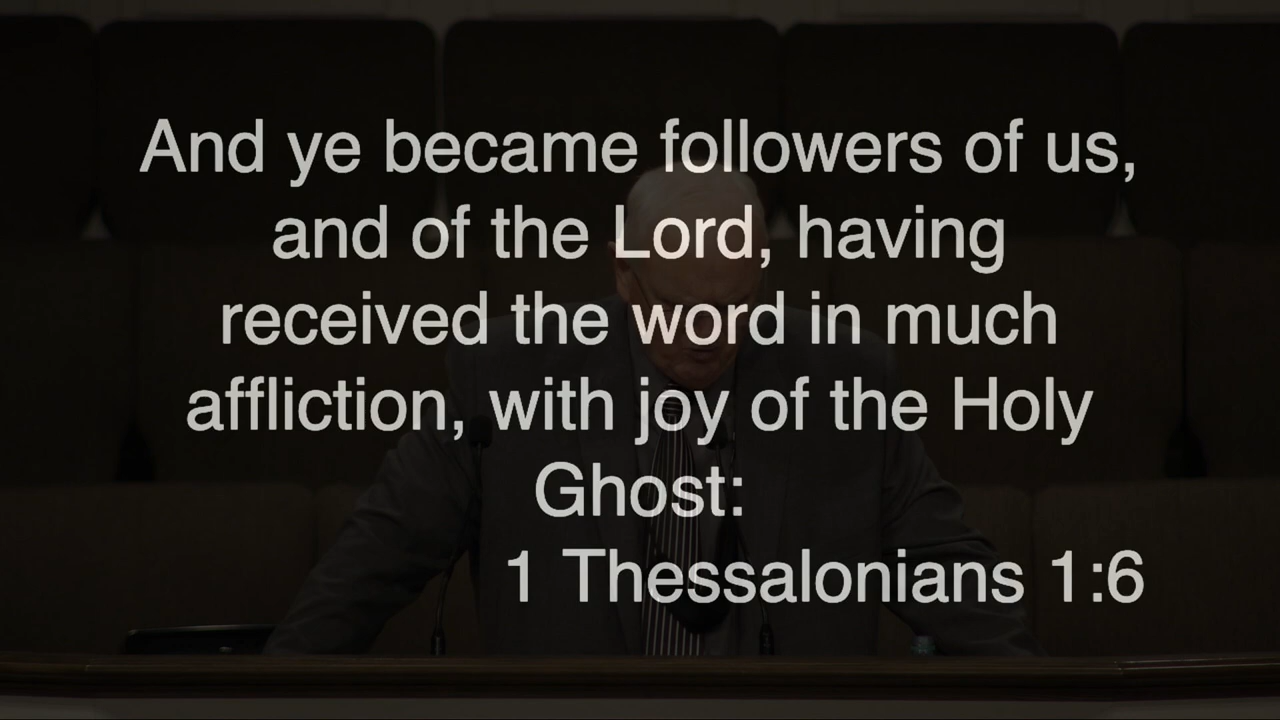 And ye became followers of us,
and of the Lord, having
received the word in much
affliction, with joy of the Holy
Ghost:
1 Thessalonians 1:6